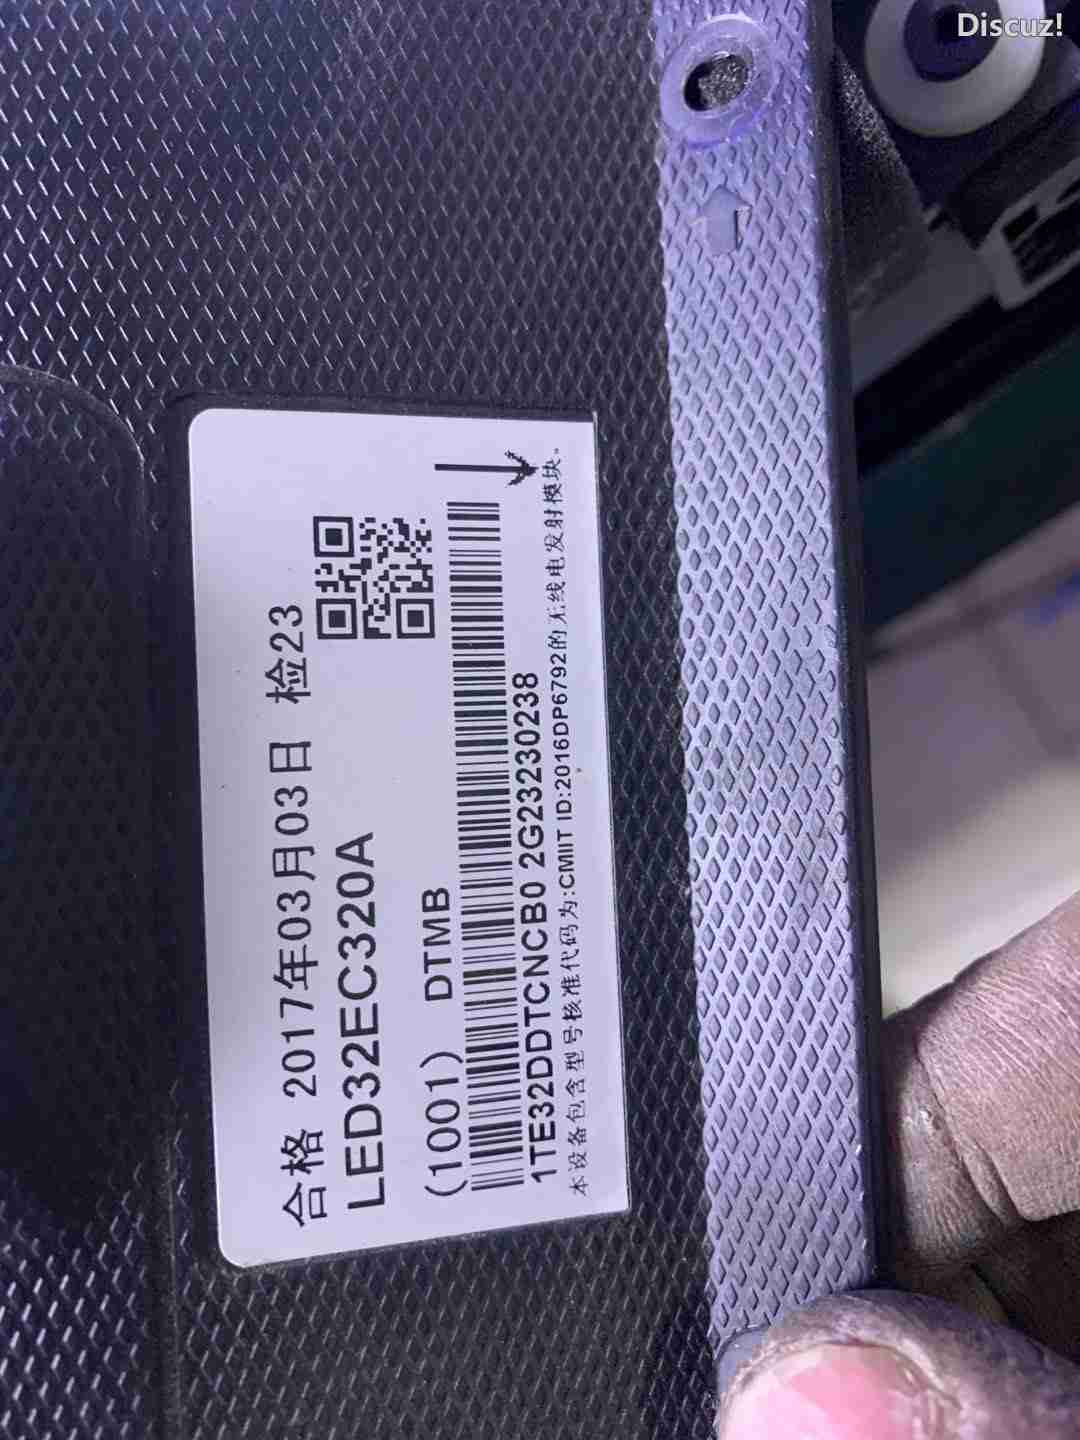 Discuz!
合格 2017年03月03日 检23
LED32EC320A
(1001) DTMB
1TE32DDTCNCB0 2G23230238
本设备包含型号核准代码为:CMIIT ID:2016DP6792的无线电发射模块。